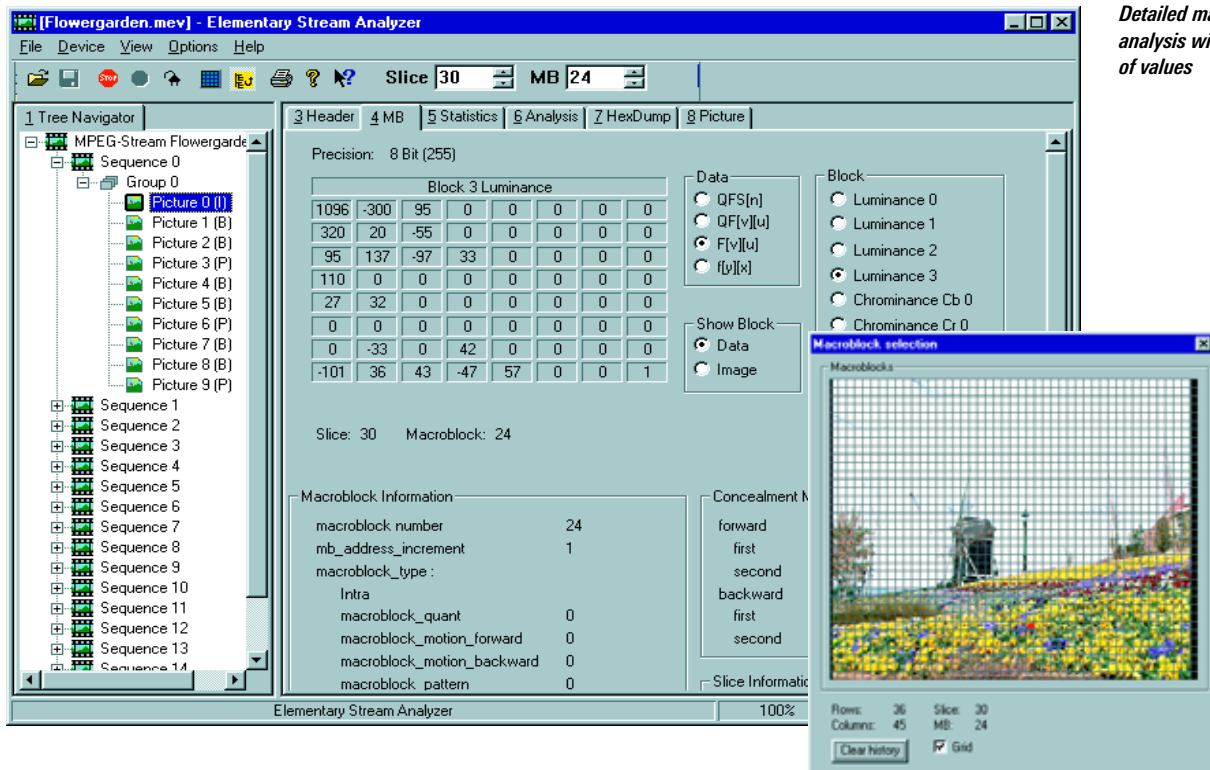 [Flowergarden.mev] - Elementary Stream Analyzer
File Device View Options Help
STOP Slice 30 MB 24
1 Tree Navigator
MPEG-Stream Flowergarde
Sequence 0
Group 0
Picture 0 (I)
Picture 1 (B)
Picture 2 (B)
Picture 3 (P)
Picture 4 (B)
Picture 5 (B)
Picture 6 (P)
Picture 7 (B)
Picture 8 (B)
Picture 9 (P)
Sequence 1
Sequence 2
Sequence 3
Sequence 4
Sequence 5
Sequence 6
Sequence 7
Sequence 8
Sequence 9
Sequence 10
Sequence 11
Sequence 12
Sequence 13
Sequence 14
3 Header 4 MB 5 Statistics 6 Analysis 7 HexDump 8 Picture
Precision: 8 Bit (255)
Block 3 Luminance
1096 -300 95 0 0 0 0 0
320 20 -55 0 0 0 0 0
95 137 -97 33 0 0 0 0
110 0 0 0 0 0 0 0
27 32 0 0 0 0 0 0
0 0 0 0 0 0 0 0
0 -33 0 42 0 0 0 0
-101 36 43 -47 57 0 0 1
Data
QFS[n]
QF[v][u]
F[v][u]
f[y][x]
Show Block
Data
Image
Block
Luminance 0
Luminance 1
Luminance 2
Luminance 3
Chrominance Cb 0
Chrominance Cr 0
Slice: 30 Macroblock: 24
Macroblock Information
macroblock number 24
mb_address_increment 1
macroblock_type :
Intra
macroblock_quant 0
macroblock_motion_forward 0
macroblock_motion_backward 0
macroblock_pattern 0
Concealment M
forward
first
second
backward
first
second
Slice Informatio
Elementary Stream Analyzer 100%
Macroblock selection
Macroblocks
Rows: 36 Slice: 30
Columns: 45 MB: 24
Clear history Grid
Detailed ma
analysis wi
of values